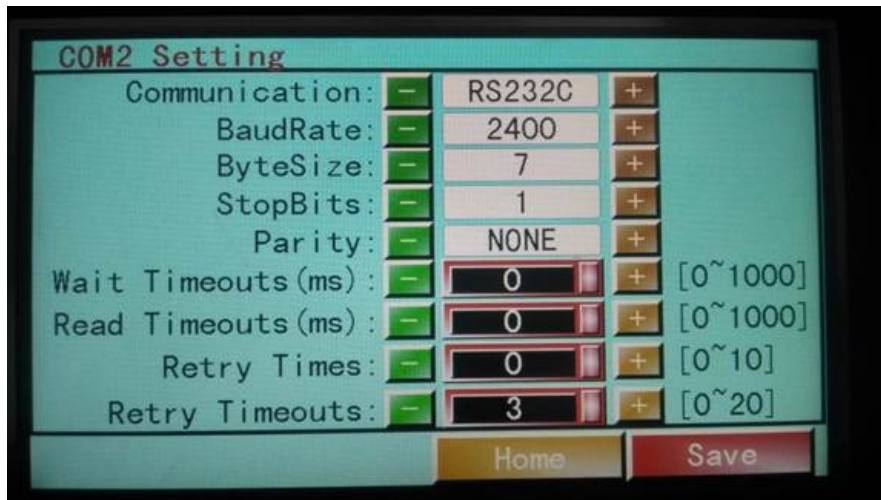 COM2 Setting
Communication: - RS232C +
BaudRate: - 2400 +
ByteSize: - 7 +
StopBits: - 1 +
Parity: - NONE +
Wait Timeouts(ms): - 0 + [0~1000]
Read Timeouts(ms): - 0 + [0~1000]
Retry Times: - 0 + [0~10]
Retry Timeouts: - 3 + [0~20]
Home Save